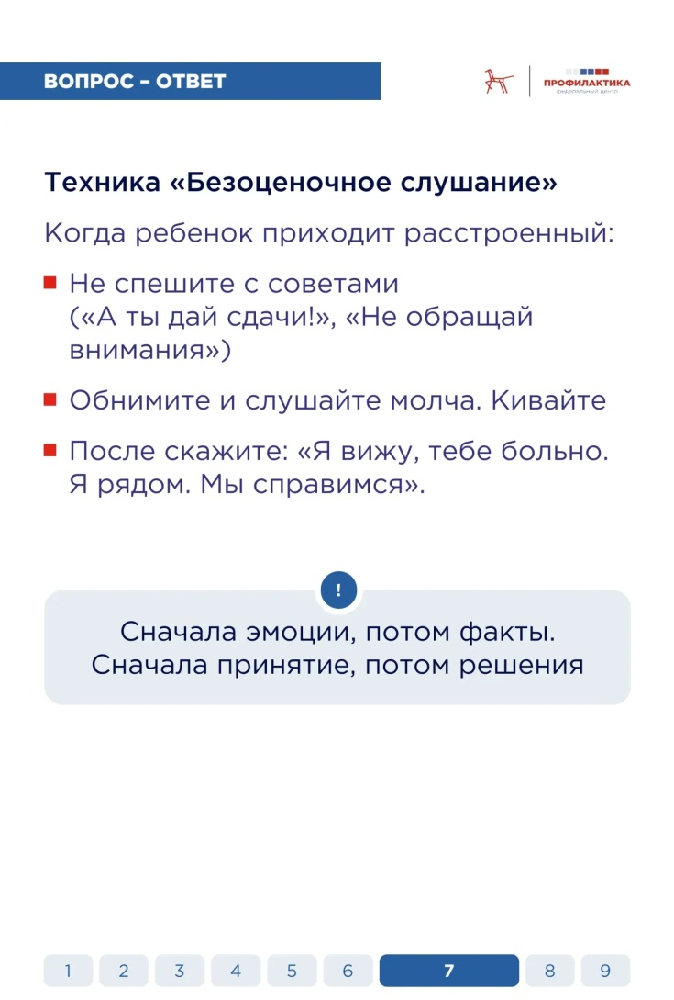 ВОПРОС – ОТВЕТ
ПРОФИЛАКТИКА
федеральный центр
Техника «Безоценочное слушание»
Когда ребенок приходит расстроенный:
Не спешите с советами
(«А ты дай сдачи!», «Не обращай
внимания»)
Обнимите и слушайте молча. Кивайте
После скажите: «Я вижу, тебе больно.
Я рядом. Мы справимся».
!
Сначала эмоции, потом факты.
Сначала принятие, потом решения
1 2 3 4 5 6 7 8 9